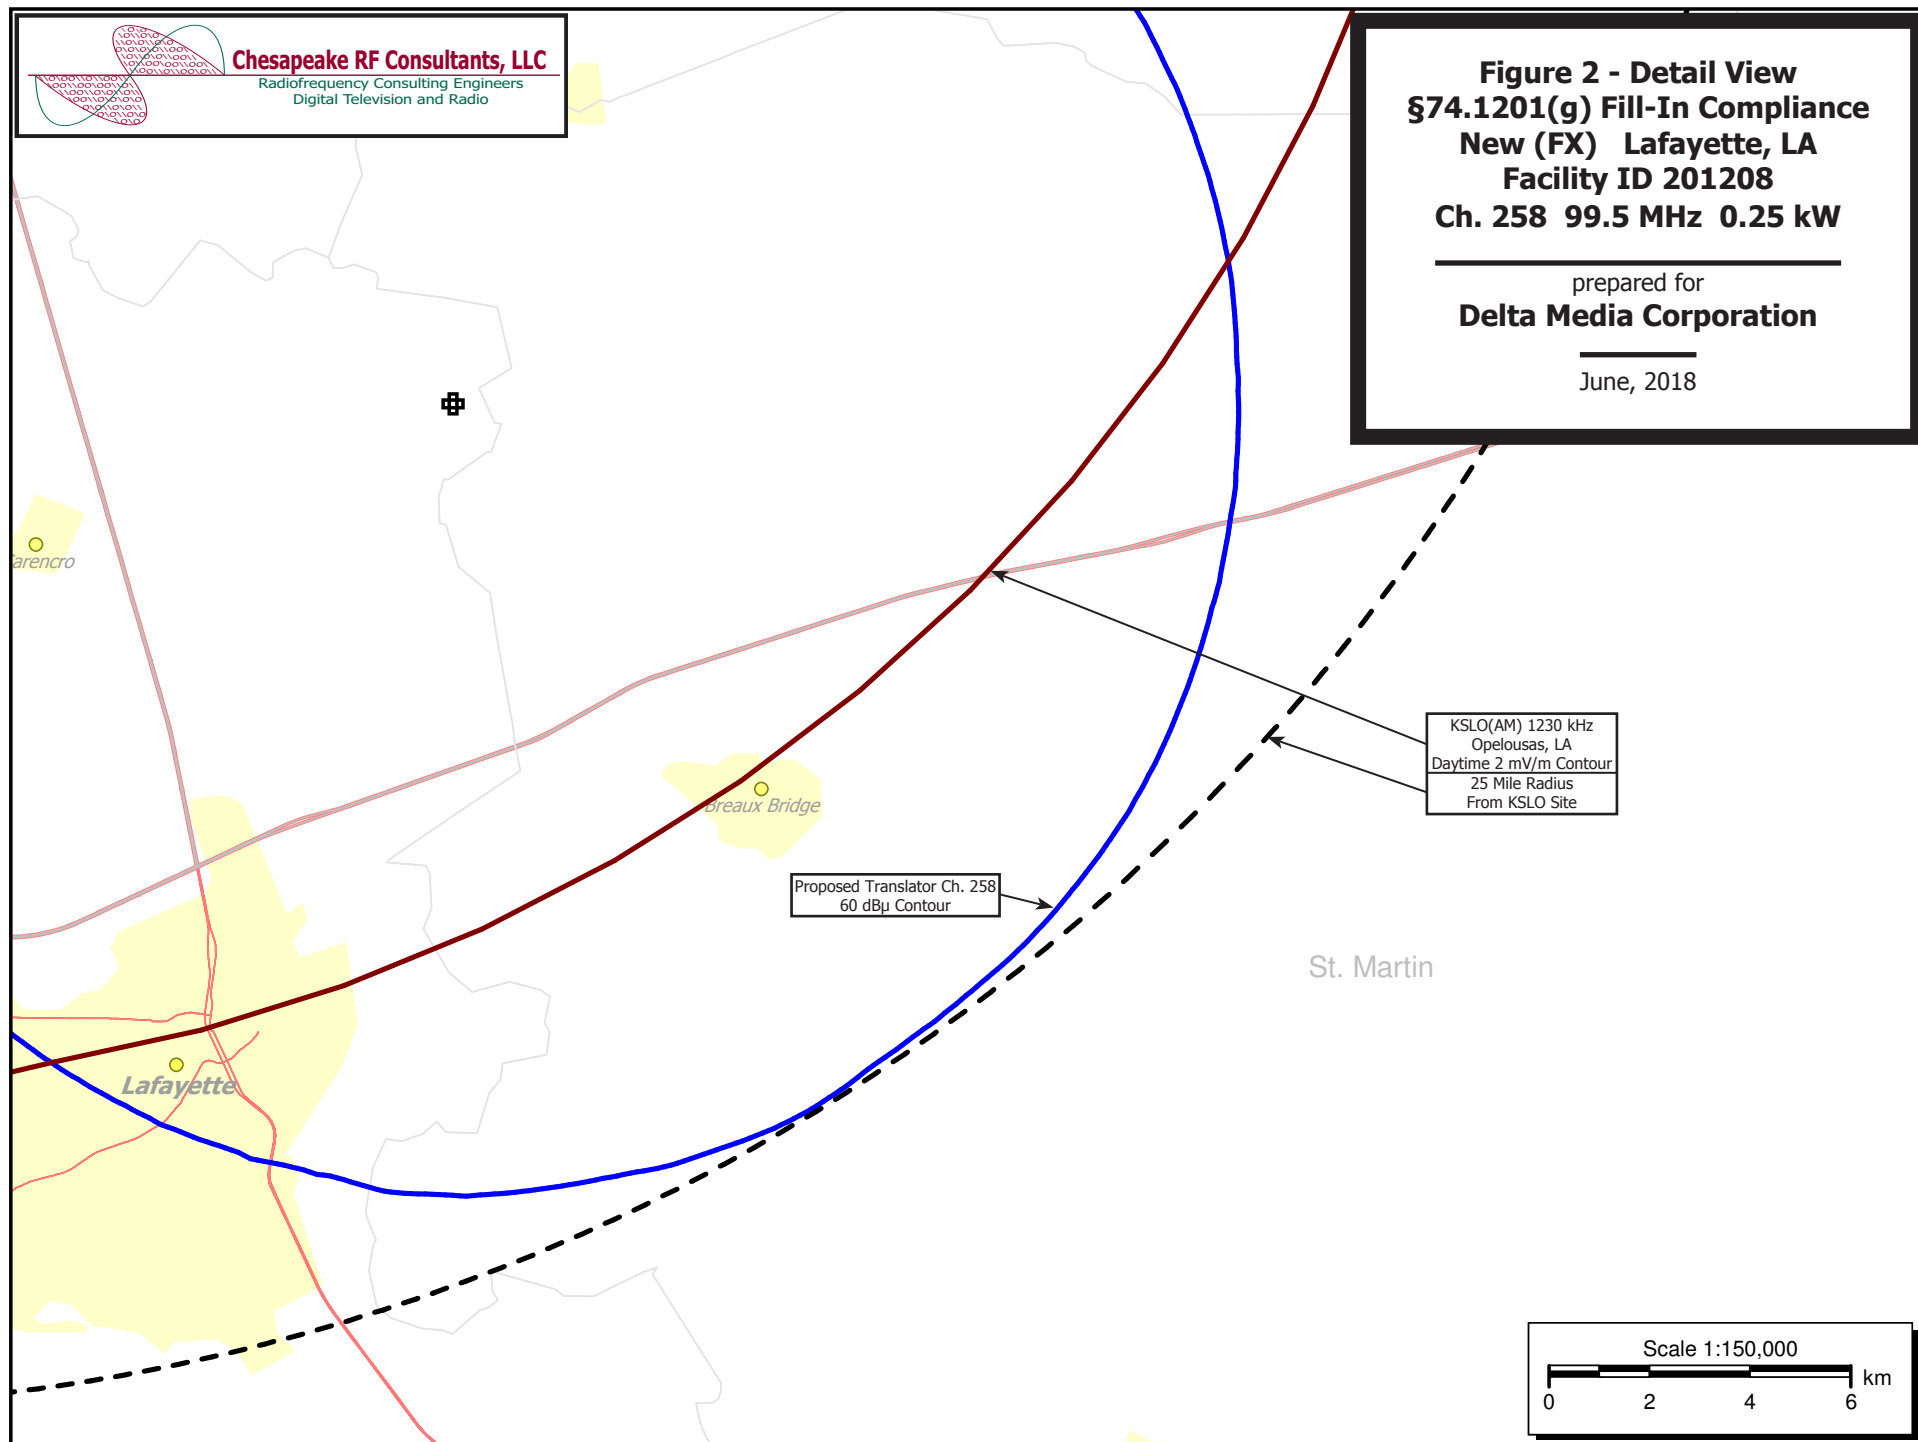 Chesapeake RF Consultants, LLC
Radiofrequency Consulting Engineers
Digital Television and Radio
Figure 2 - Detail View
§74.1201(g) Fill-In Compliance
New (FX) Lafayette, LA
Facility ID 201208
Ch. 258 99.5 MHz 0.25 kW
prepared for
Delta Media Corporation
June, 2018
arencro
KSLO(AM) 1230 kHz
Opelousas, LA
Daytime 2 mV/m Contour
25 Mile Radius
From KSLO Site
Breaux Bridge
Proposed Translator Ch. 258
60 dBµ Contour
St. Martin
Lafayette
Scale 1:150,000
km
0 2 4 6